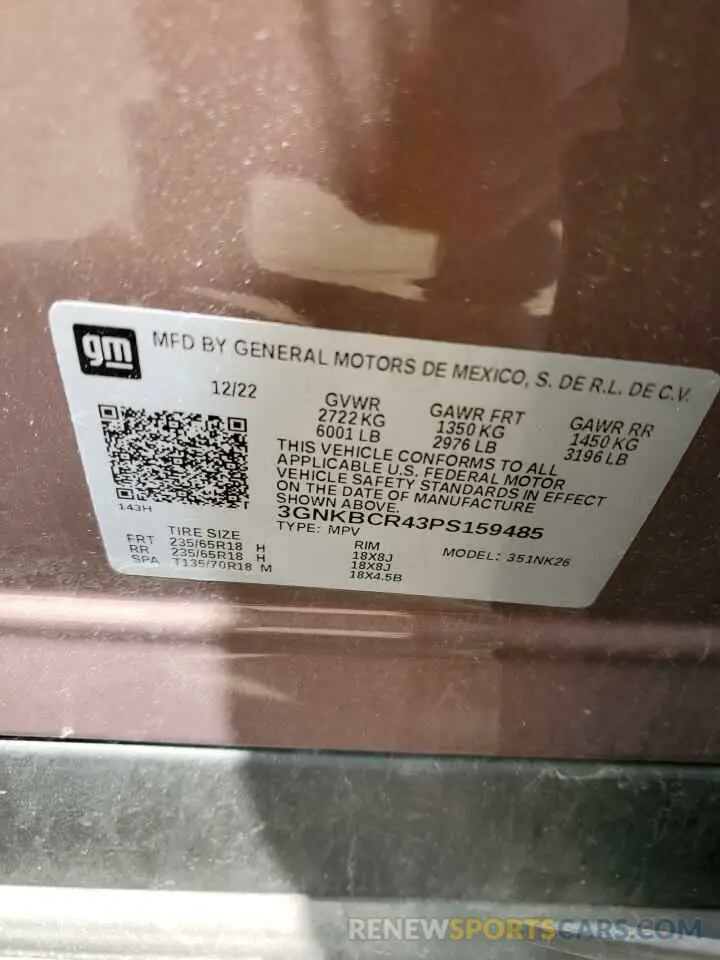 gm MFD BY GENERAL MOTORS DE MEXICO, S. DE R.L. DE C.V.
12/22
GVWR GAWR FRT GAWR RR
2722 KG 1350 KG 1450 KG
6001 LB 2976 LB 3196 LB
THIS VEHICLE CONFORMS TO ALL
APPLICABLE U.S. FEDERAL MOTOR
VEHICLE SAFETY STANDARDS IN EFFECT
ON THE DATE OF MANUFACTURE
SHOWN ABOVE.
143H
3GNKBCR43PS159485
TYPE: MPV
MODEL: 351NK26
TIRE SIZE RIM
FRT 235/65R18 H 18X8J
RR 235/65R18 H 18X8J
SPA T135/70R18 M 18X4.5B
RENEWSPORTSCARS.COM